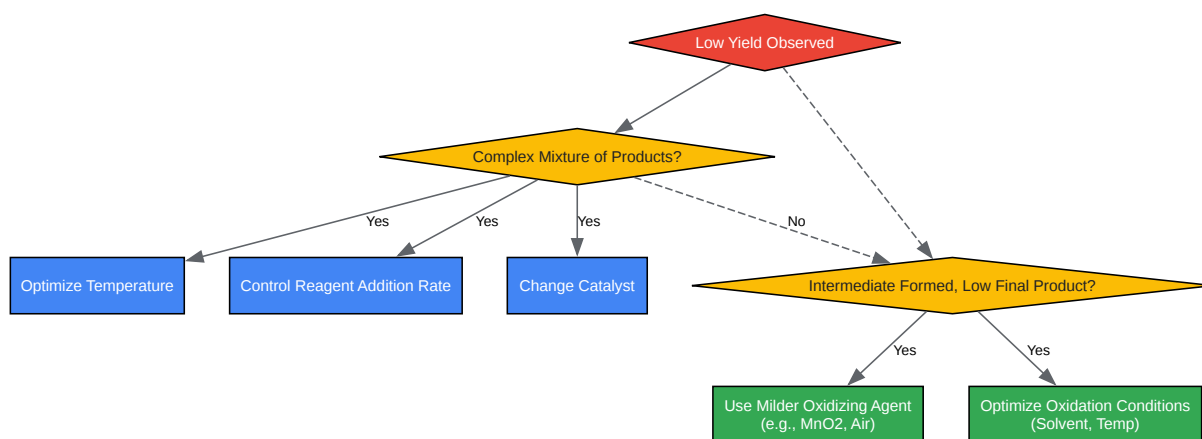 Low Yield Observed
Complex Mixture of Products?
Yes
Yes
Yes
No
Optimize Temperature
Control Reagent Addition Rate
Change Catalyst
Intermediate Formed, Low Final Product?
Yes
Yes
Use Milder Oxidizing Agent
(e.g., MnO2, Air)
Optimize Oxidation Conditions
(Solvent, Temp)